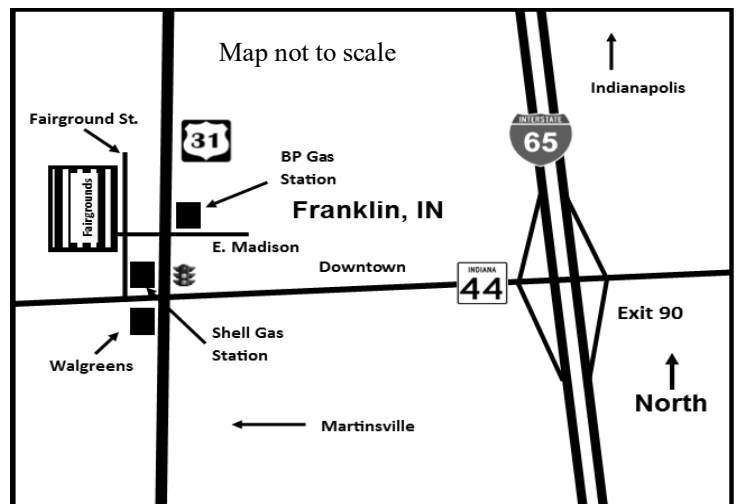 Map not to scale
Indianapolis
Fairground St.
INTERSTATE
65
31
BP Gas
Station
Fairgrounds
Franklin, IN
E. Madison
Downtown
INDIANA
44
Exit 90
Shell Gas
Station
Walgreens
North
Martinsville